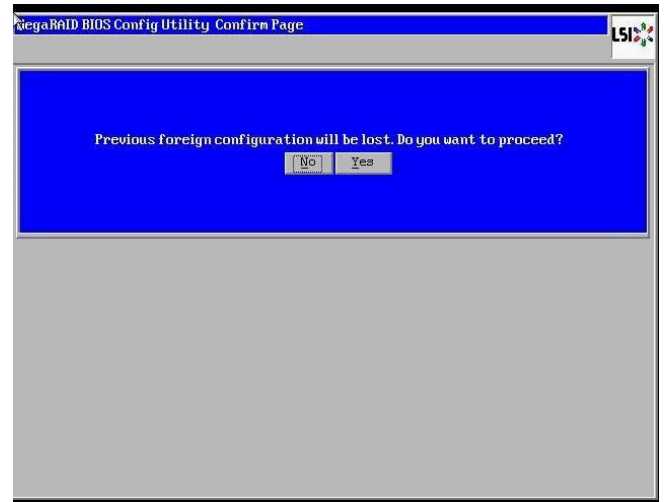 MegaRAID BIOS Config Utility Confirm Page
LSI
Previous foreign configuration will be lost. Do you want to proceed?
No Yes